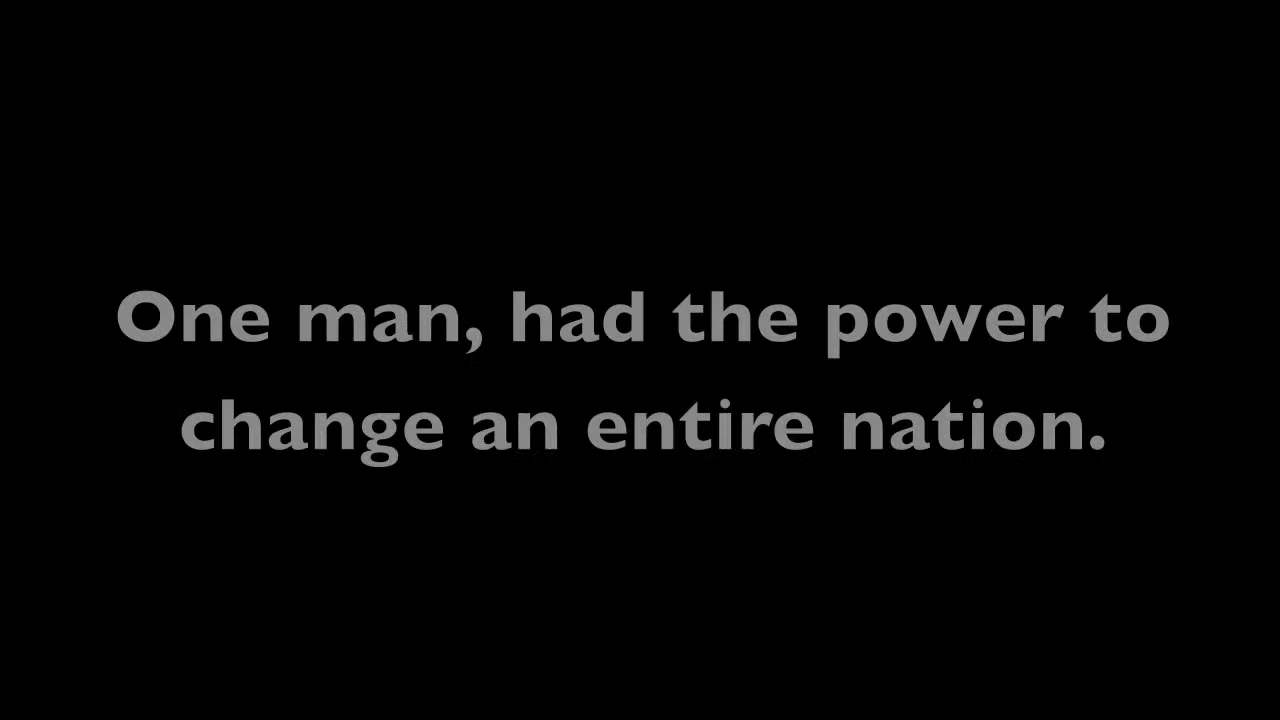 One man, had the power to
change an entire nation.